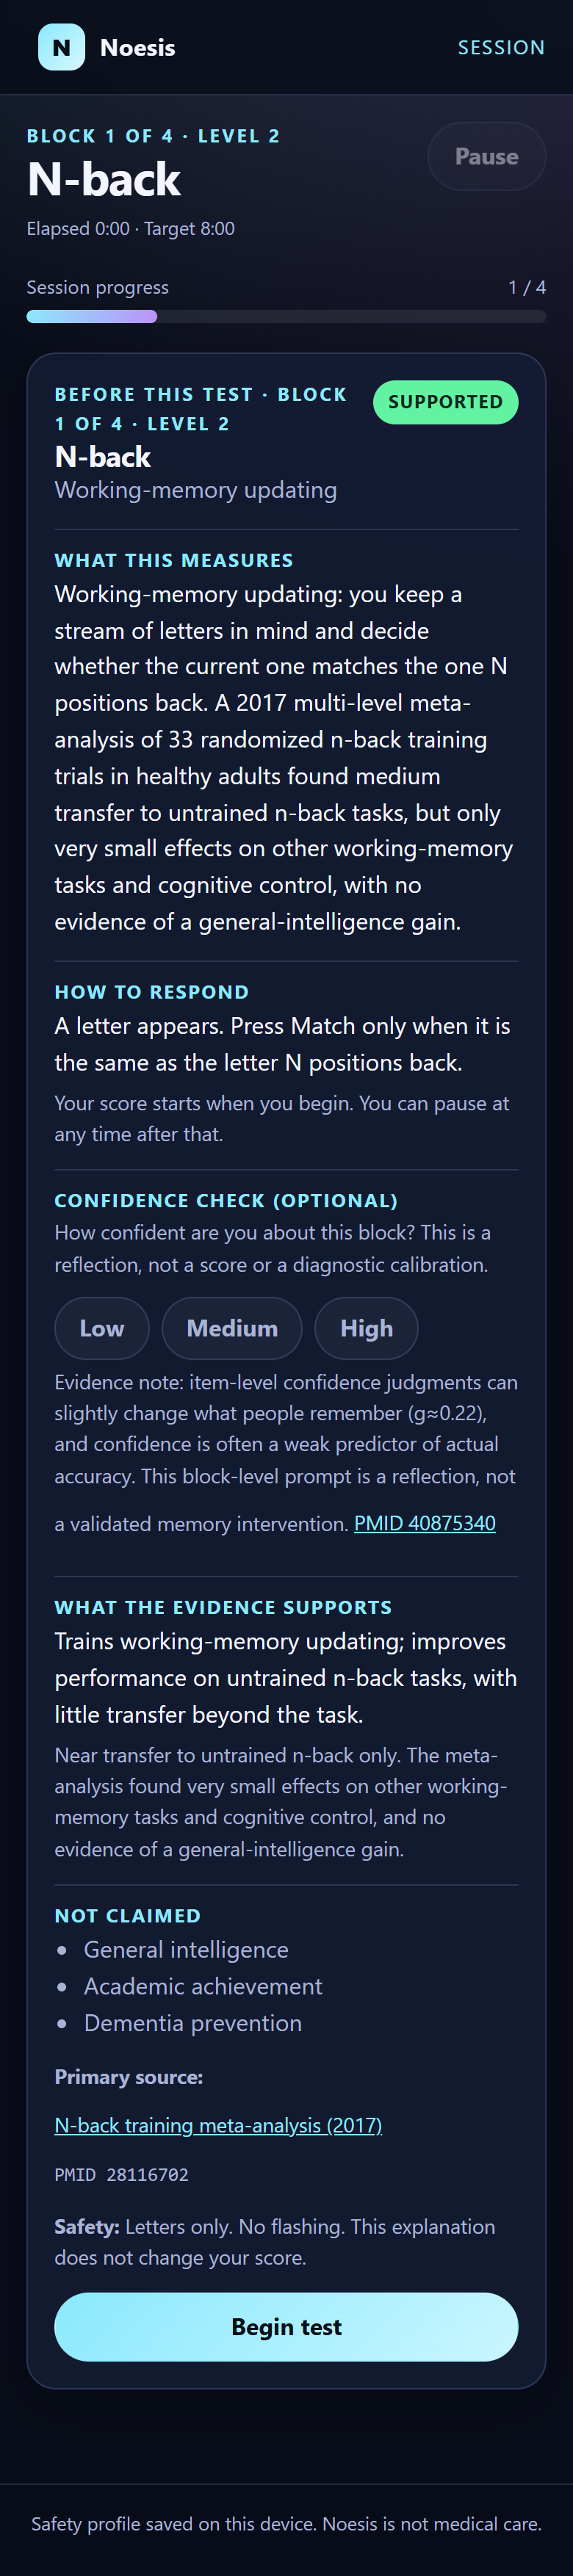 N Noesis SESSION
BLOCK 1 OF 4 · LEVEL 2
N-back
Pause
Elapsed 0:00 · Target 8:00
Session progress 1 / 4
BEFORE THIS TEST · BLOCK
1 OF 4 · LEVEL 2
SUPPORTED
N-back
Working-memory updating
WHAT THIS MEASURES
Working-memory updating: you keep a
stream of letters in mind and decide
whether the current one matches the one N
positions back. A 2017 multi-level meta-
analysis of 33 randomized n-back training
trials in healthy adults found medium
transfer to untrained n-back tasks, but only
very small effects on other working-memory
tasks and cognitive control, with no
evidence of a general-intelligence gain.
HOW TO RESPOND
A letter appears. Press Match only when it is
the same as the letter N positions back.
Your score starts when you begin. You can pause at
any time after that.
CONFIDENCE CHECK (OPTIONAL)
How confident are you about this block? This is a
reflection, not a score or a diagnostic calibration.
Low Medium High
Evidence note: item-level confidence judgments can
slightly change what people remember (g≈0.22),
and confidence is often a weak predictor of actual
accuracy. This block-level prompt is a reflection, not
a validated memory intervention. PMID 40875340
WHAT THE EVIDENCE SUPPORTS
Trains working-memory updating; improves
performance on untrained n-back tasks, with
little transfer beyond the task.
Near transfer to untrained n-back only. The meta-
analysis found very small effects on other working-
memory tasks and cognitive control, and no
evidence of a general-intelligence gain.
NOT CLAIMED
• General intelligence
• Academic achievement
• Dementia prevention
Primary source:
N-back training meta-analysis (2017)
PMID 28116702
Safety: Letters only. No flashing. This explanation
does not change your score.
Begin test
Safety profile saved on this device. Noesis is not medical care.